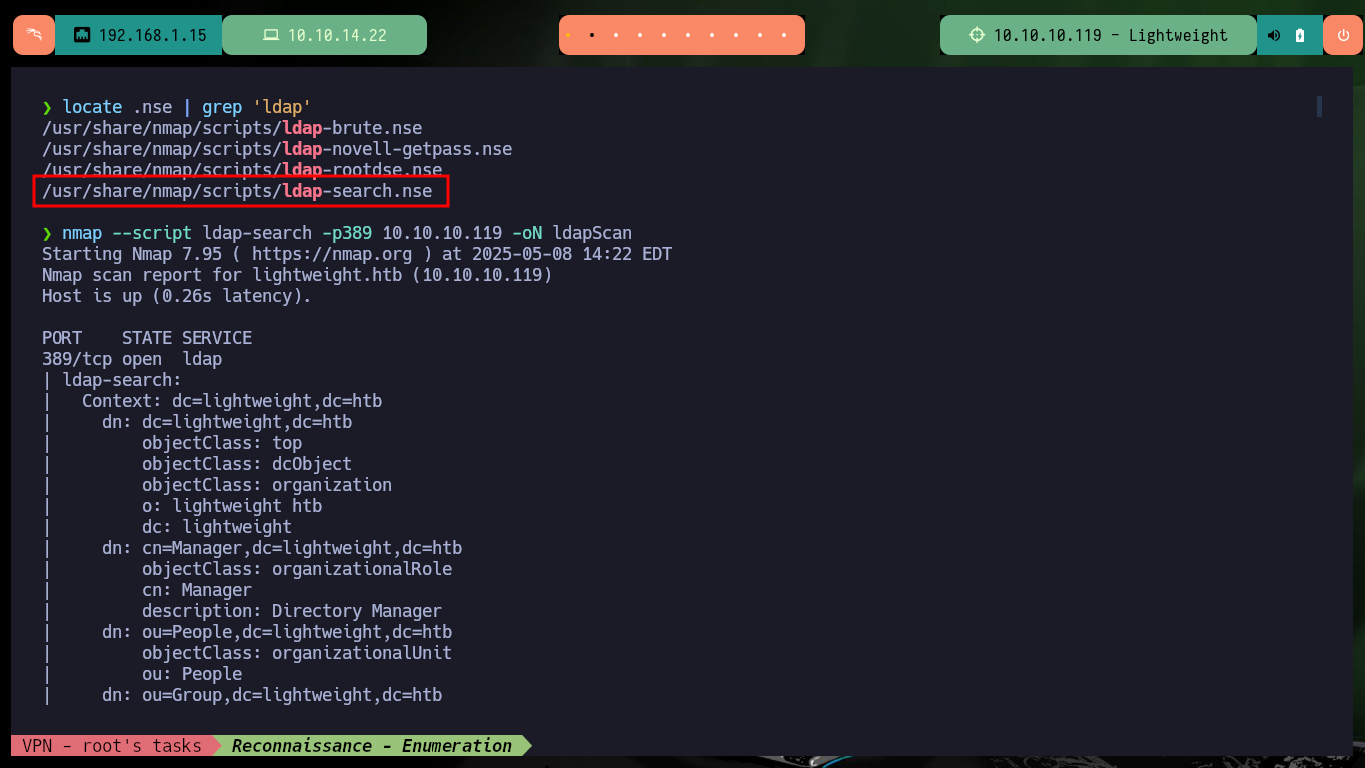 192.168.1.15
10.10.14.22
10.10.10.119 - Lightweight
❯ locate .nse | grep 'ldap'
/usr/share/nmap/scripts/ldap-brute.nse
/usr/share/nmap/scripts/ldap-novell-getpass.nse
/usr/share/nmap/scripts/ldap-rootdse.nse
/usr/share/nmap/scripts/ldap-search.nse
❯ nmap --script ldap-search -p389 10.10.10.119 -oN ldapScan
Starting Nmap 7.95 ( https://nmap.org ) at 2025-05-08 14:22 EDT
Nmap scan report for lightweight.htb (10.10.10.119)
Host is up (0.26s latency).
PORT    STATE SERVICE
389/tcp open  ldap
| ldap-search:
|   Context: dc=lightweight,dc=htb
|     dn: dc=lightweight,dc=htb
|         objectClass: top
|         objectClass: dcObject
|         objectClass: organization
|         o: lightweight htb
|         dc: lightweight
|     dn: cn=Manager,dc=lightweight,dc=htb
|         objectClass: organizationalRole
|         cn: Manager
|         description: Directory Manager
|     dn: ou=People,dc=lightweight,dc=htb
|         objectClass: organizationalUnit
|         ou: People
|     dn: ou=Group,dc=lightweight,dc=htb
VPN - root's tasks
Reconnaissance - Enumeration